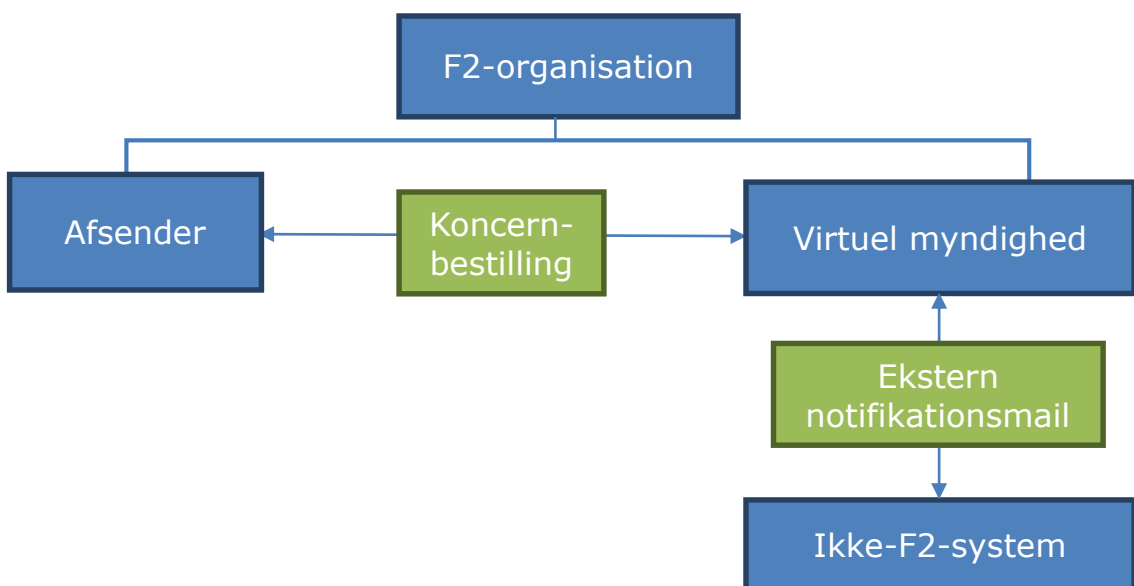 F2-organisation
Afsender
Koncern-
bestilling
Virtuel myndighed
Ekstern
notifikationsmail
Ikke-F2-system